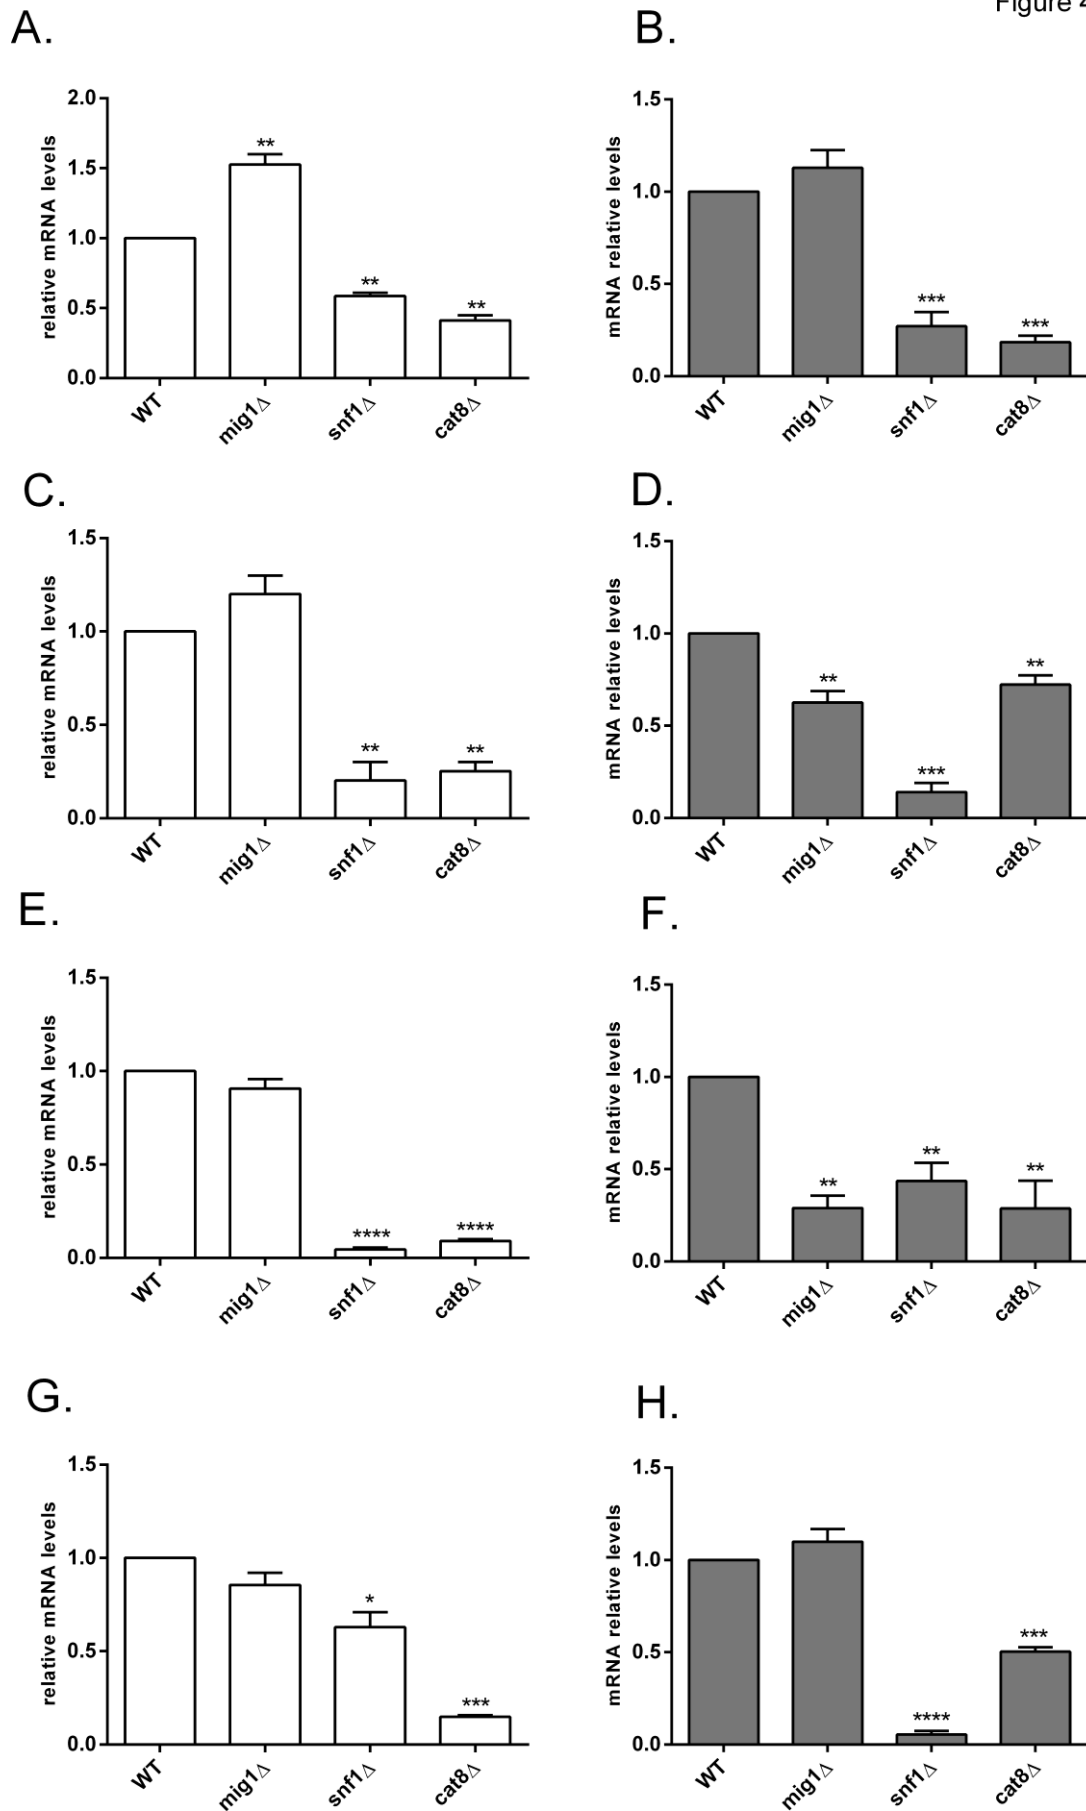 Figure 4
A.
relative mRNA levels
2.0
1.5
1.0
0.5
0.0
**
**
**
WT
mig1Δ
snf1Δ
cat8Δ
B.
mRNA relative levels
1.5
1.0
0.5
0.0
***
***
WT
mig1Δ
snf1Δ
cat8Δ
C.
relative mRNA levels
1.5
1.0
0.5
0.0
**
**
WT
mig1Δ
snf1Δ
cat8Δ
D.
mRNA relative levels
1.5
1.0
0.5
0.0
**
***
**
WT
mig1Δ
snf1Δ
cat8Δ
E.
relative mRNA levels
1.5
1.0
0.5
0.0
****
****
WT
mig1Δ
snf1Δ
cat8Δ
F.
mRNA relative levels
1.5
1.0
0.5
0.0
**
**
**
WT
mig1Δ
snf1Δ
cat8Δ
G.
relative mRNA levels
1.5
1.0
0.5
0.0
*
***
WT
mig1Δ
snf1Δ
cat8Δ
H.
mRNA relative levels
1.5
1.0
0.5
0.0
****
***
WT
mig1Δ
snf1Δ
cat8Δ